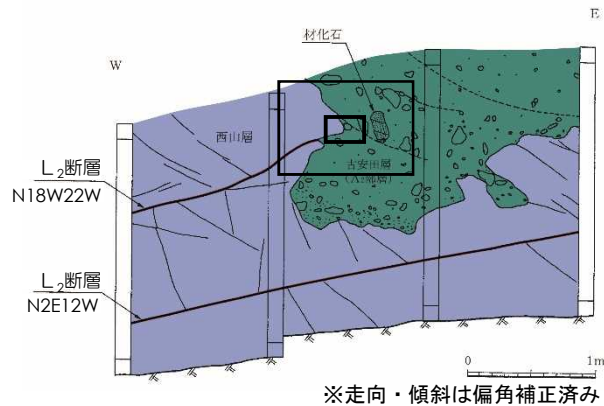 E
材化石
W
西山層
L₂断層
N18W22W
古安田層
(A₂部層)
L₂断層
N2E12W
0 1m
※走向・傾斜は偏角補正済み